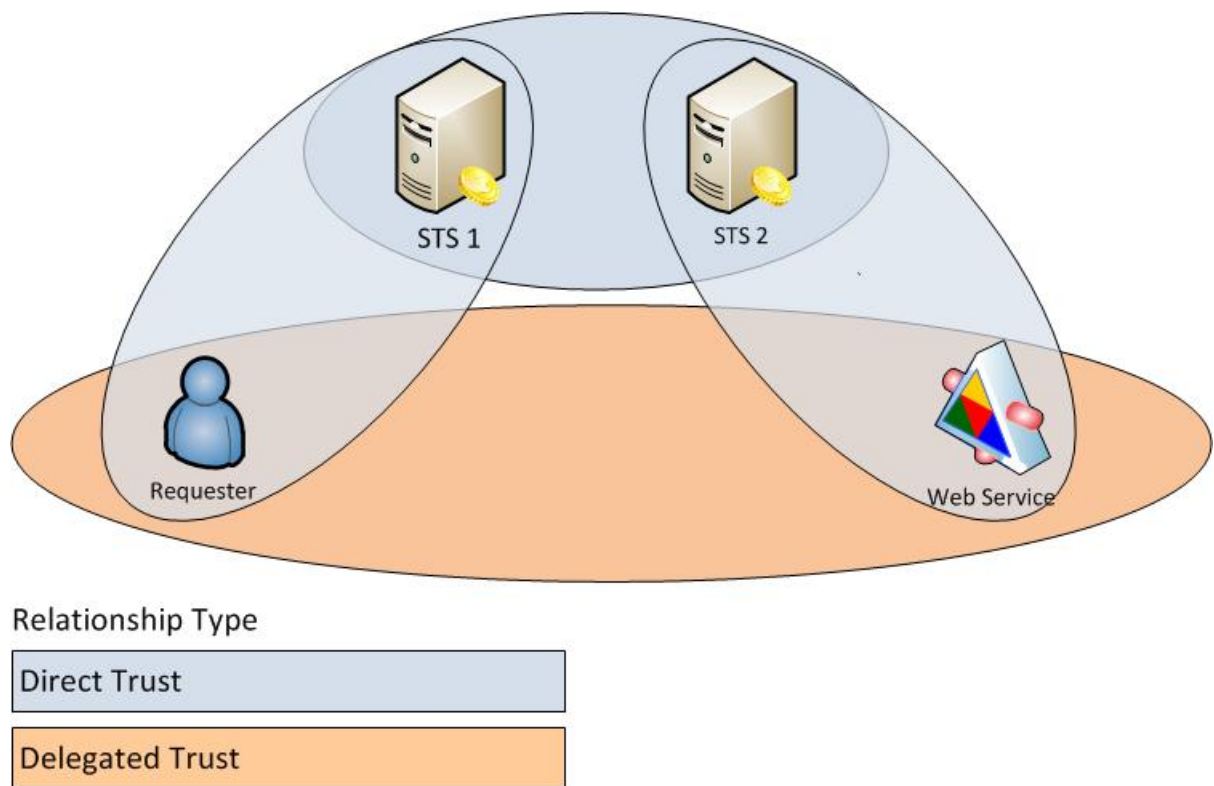 STS 1
STS 2
Requester
Web Service
Relationship Type
Direct Trust
Delegated Trust